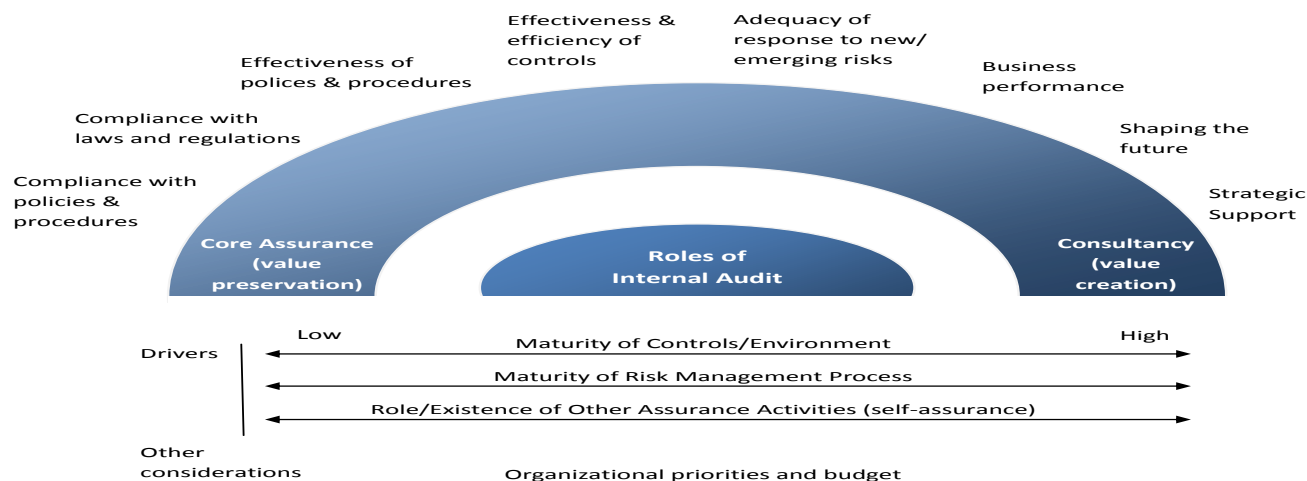 Effectiveness &
efficiency of
controls
Adequacy of
response to new/
emerging risks
Effectiveness of
polices & procedures
Business
performance
Compliance with
laws and regulations
Shaping the
future
Compliance with
policies &
procedures
Strategic
Support
Core Assurance
(value
preservation)
Roles of
Internal Audit
Consultancy
(value
creation)
Low
High
Drivers
Maturity of Controls/Environment
Maturity of Risk Management Process
Role/Existence of Other Assurance Activities (self-assurance)
Other
considerations
Organizational priorities and budget